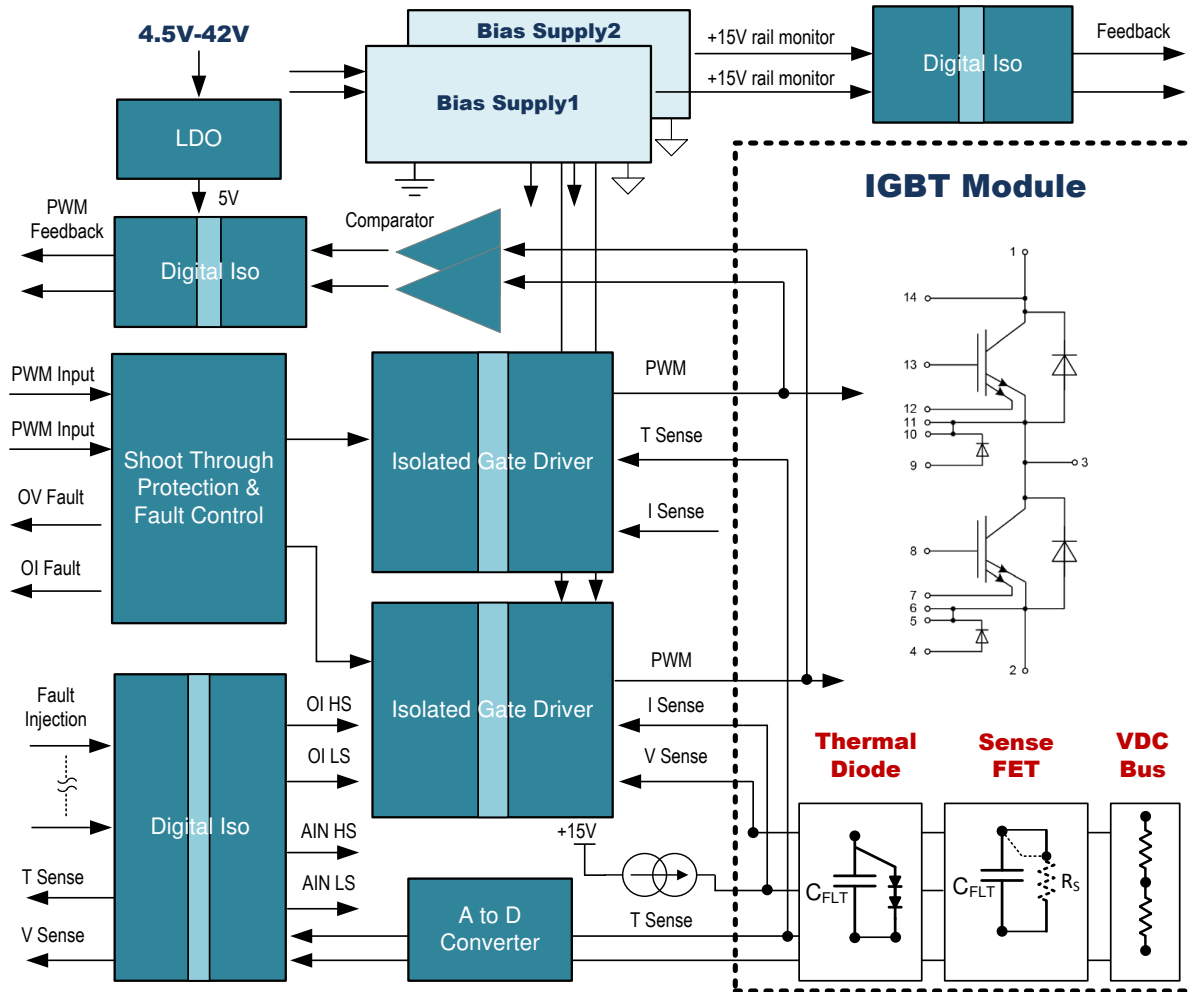 4.5V-42V
Bias Supply2
+15V rail monitor
Feedback
Digital Iso
+15V rail monitor
Bias Supply1
LDO
5V
IGBT Module
PWM
Feedback
Comparator
Digital Iso
1
14
13
12
11
10
9
3
8
7
6
5
4
2
PWM Input
PWM Input
OV Fault
OI Fault
Shoot Through
Protection &
Fault Control
Isolated Gate Driver
PWM
T Sense
I Sense
Isolated Gate Driver
PWM
I Sense
V Sense
Fault
Injection
T Sense
V Sense
Digital Iso
OI HS
OI LS
AIN HS
AIN LS
+15V
T Sense
A to D
Converter
Thermal
Diode
Sense
FET
VDC
Bus
CFLT
CFLT
RS